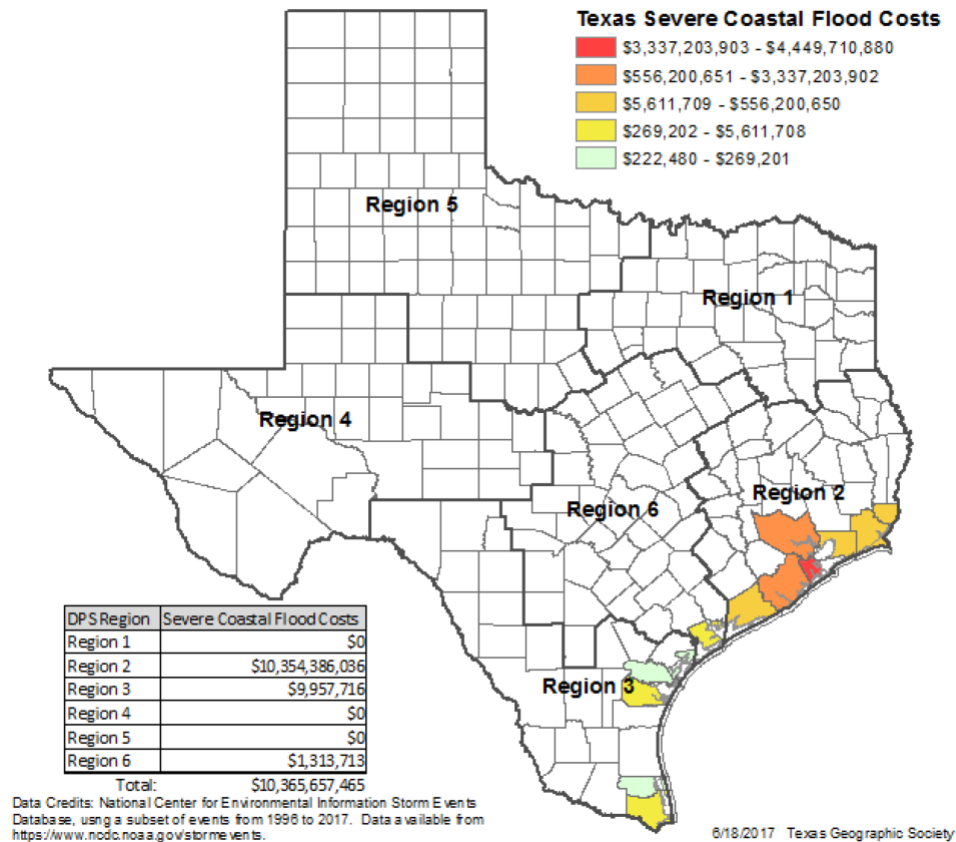 Texas Severe Coastal Flood Costs
$3,337,203,903 - $4,449,710,880
$556,200,651 - $3,337,203,902
$5,611,709 - $556,200,650
$269,202 - $5,611,708
$222,480 - $269,201
Region 5
Region 1
Region 4
Region 2
Region 6
Region 3
DPS Region Severe Coastal Flood Costs
Region 1 $0
Region 2 $10,354,386,036
Region 3 $9,957,716
Region 4 $0
Region 5 $0
Region 6 $1,313,713
Total: $10,365,657,465
Data Credits: National Center for Environmental Information Storm Events
Database, usng a subset of events from 1996 to 2017. Data available from
https://www.ncdc.noaa.gov/stormevents.
6/18/2017 Texas Geographic Society